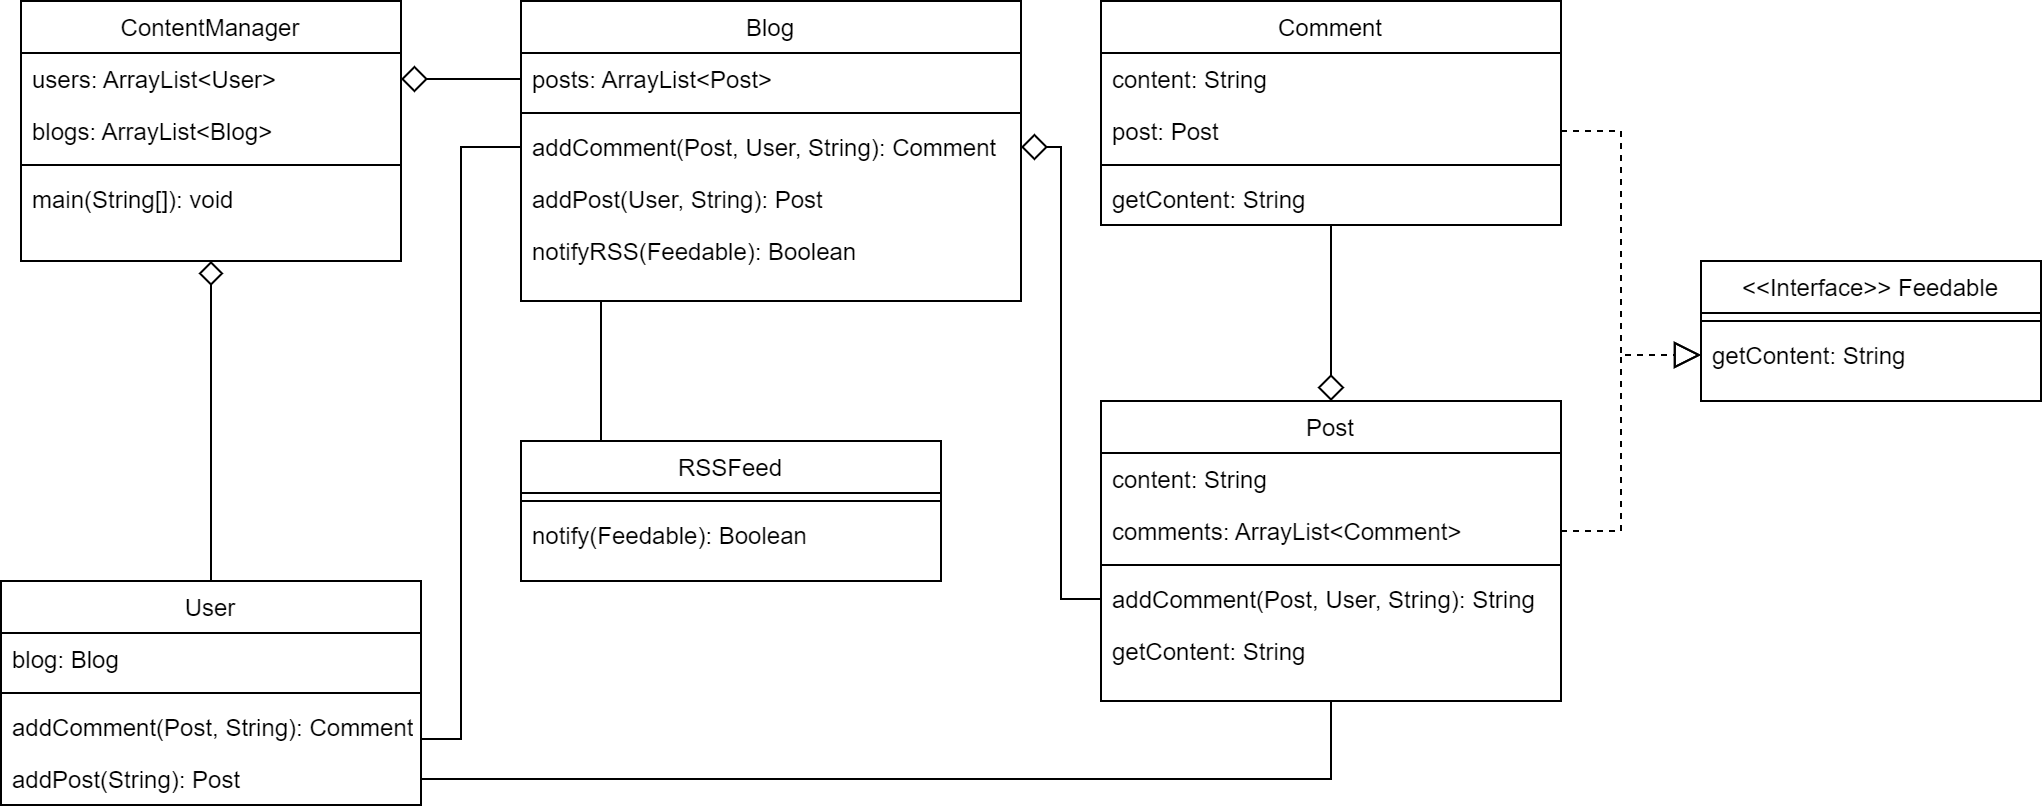 ContentManager
users: ArrayList<User>
blogs: ArrayList<Blog>
main(String[]): void
Blog
posts: ArrayList<Post>
addComment(Post, User, String): Comment
addPost(User, String): Post
notifyRSS(Feedable): Boolean
Comment
content: String
post: Post
getContent: String
<<Interface>> Feedable
getContent: String
RSSFeed
notify(Feedable): Boolean
Post
content: String
comments: ArrayList<Comment>
addComment(Post, User, String): String
getContent: String
User
blog: Blog
addComment(Post, String): Comment
addPost(String): Post